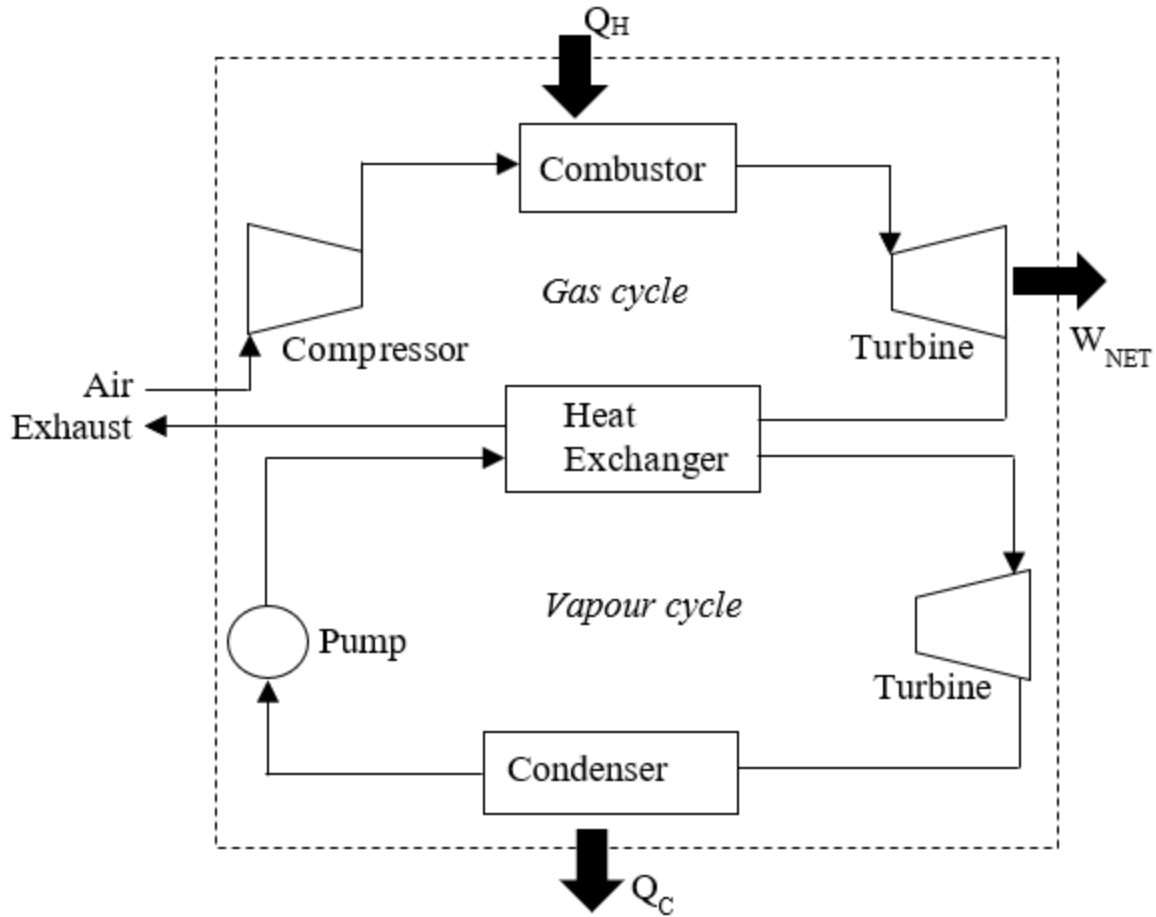 QH
Combustor
Gas cycle
Compressor
Turbine
WNET
Air
Exhaust
Heat
Exchanger
Vapour cycle
Pump
Turbine
Condenser
QC